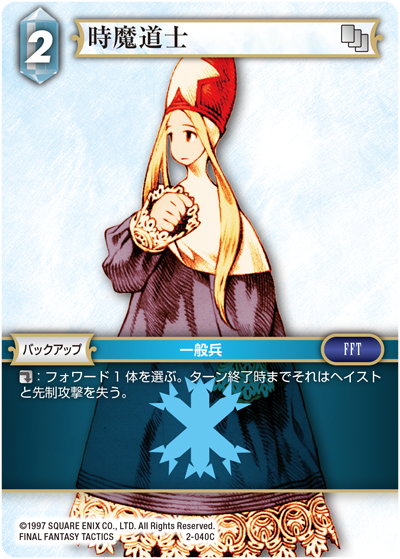 2
時魔道士
バックアップ
一般兵
FFT
：フォワード1体を選ぶ。ターン終了時までそれはヘイスト
と先制攻撃を失う。
©1997 SQUARE ENIX CO., LTD. All Rights Reserved.
FINAL FANTASY TACTICS
2-040C